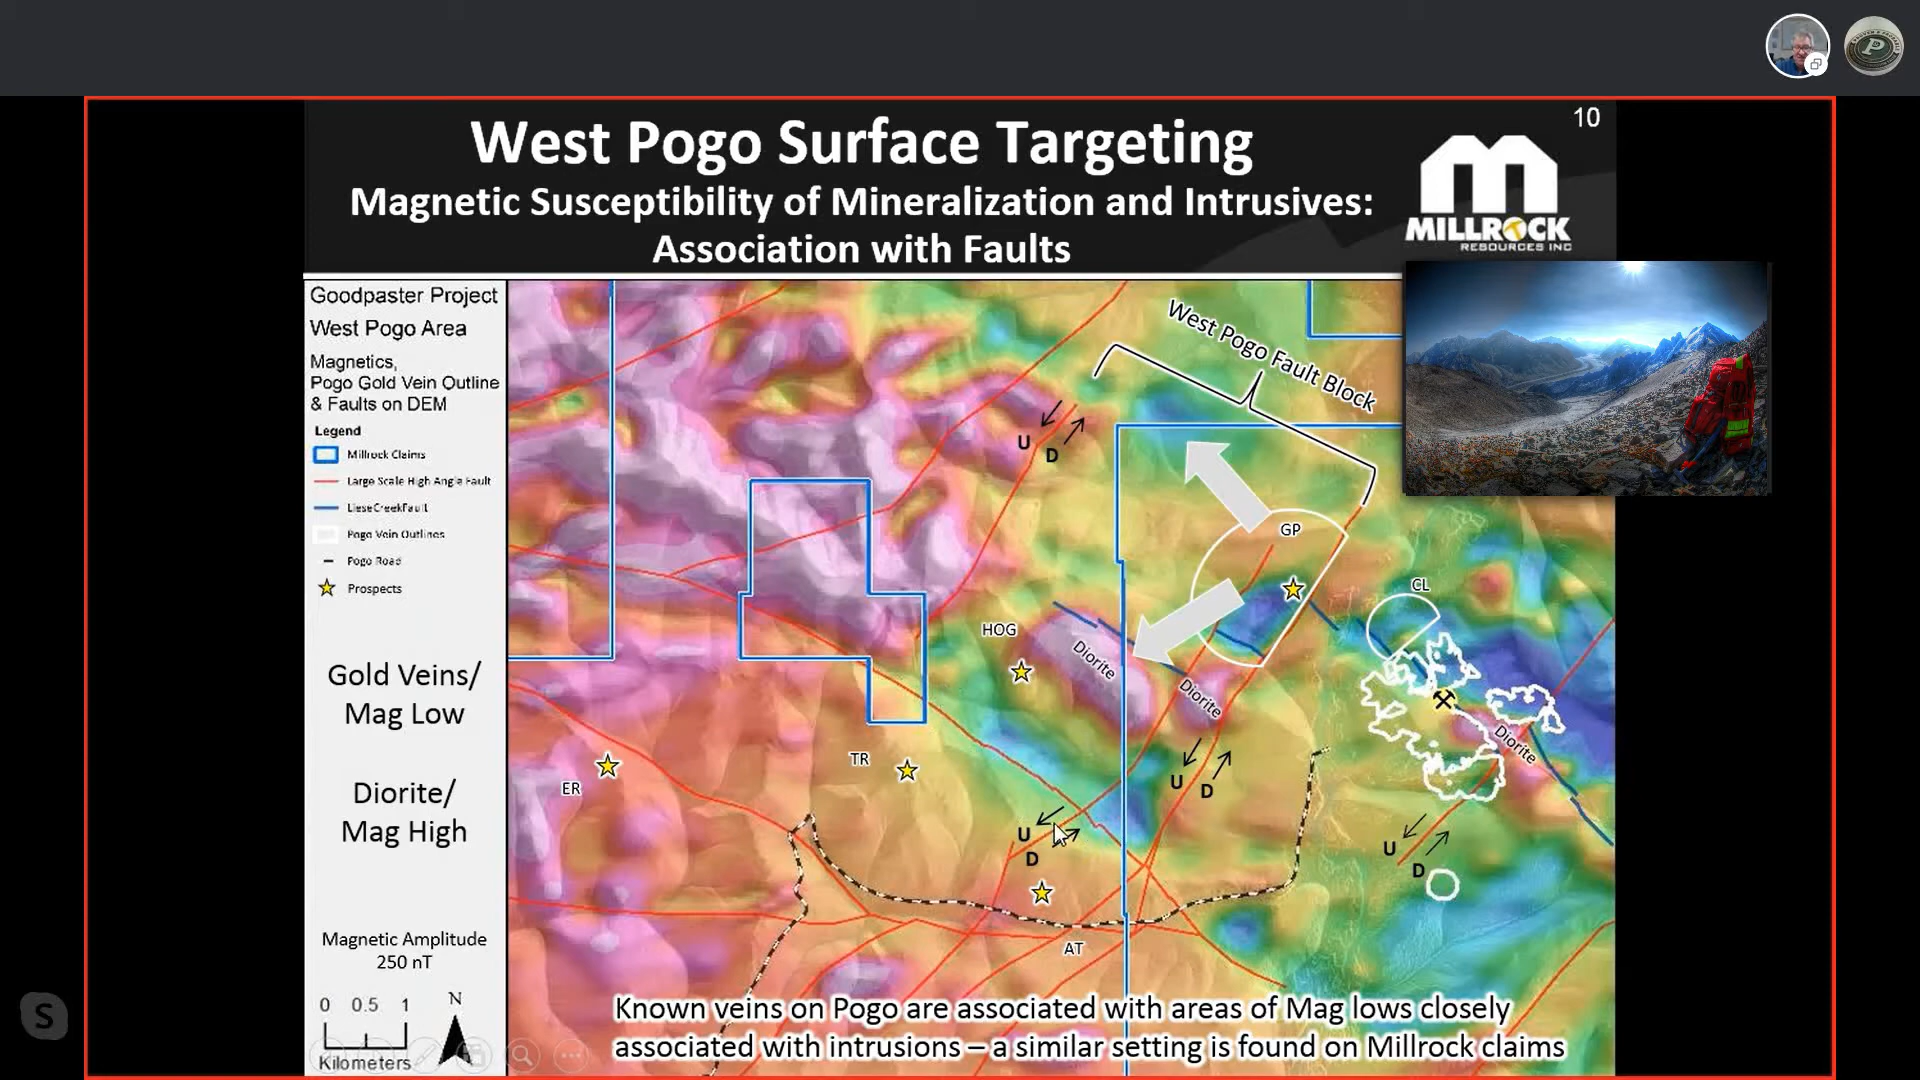 10
West Pogo Surface Targeting
Magnetic Susceptibility of Mineralization and Intrusives:
Association with Faults
MILLROCK
RESOURCES INC
Goodpaster Project
West Pogo Area
Magnetics,
Pogo Gold Vein Outline
& Faults on DEM
Legend
Millrock Claims
Large Scale High Angle Fault
LieseCreekFault
Pogo Vein Outlines
Pogo Road
Prospects
Gold Veins/
Mag Low
Diorite/
Mag High
Magnetic Amplitude
250 nT
0 0.5 1
N
Kilometers
West Pogo Fault Block
U
D
GP
CL
HOG
Diorite
Diorite
Diorite
TR
ER
U
D
U
D
U
D
AT
Known veins on Pogo are associated with areas of Mag lows closely
associated with intrusions – a similar setting is found on Millrock claims
P
S